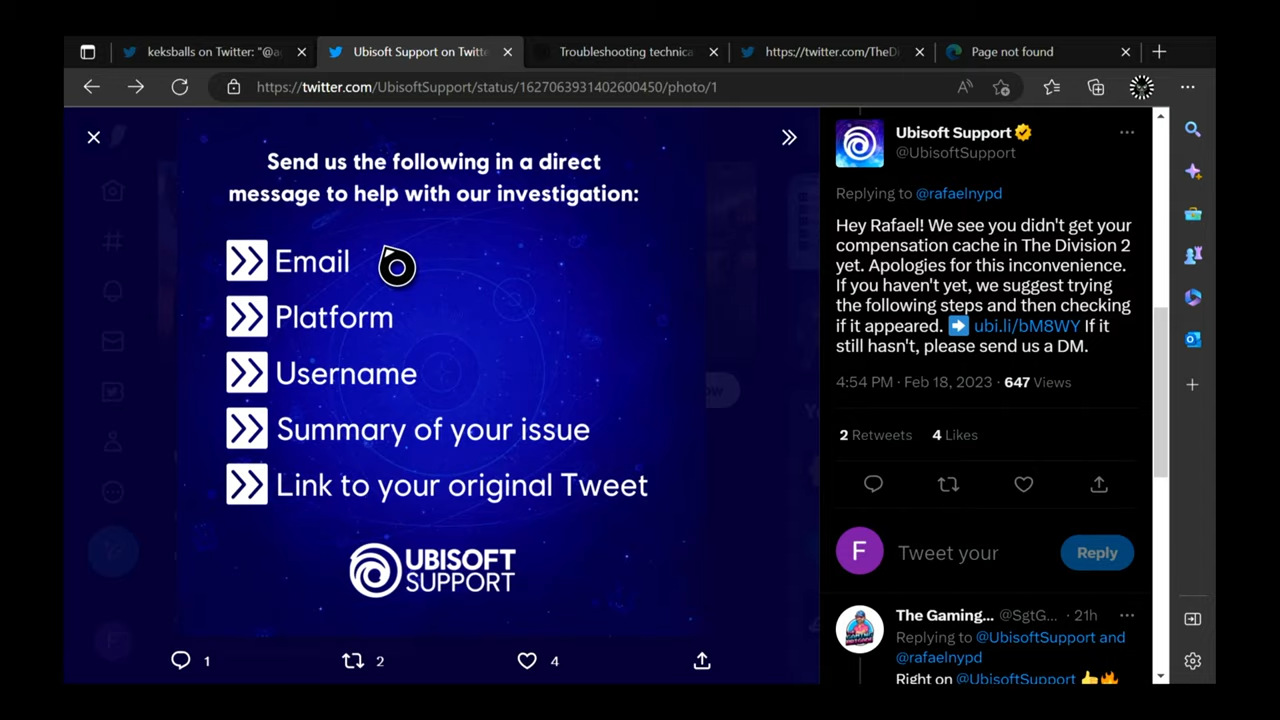 keksballs on Twitter: "@a
Ubisoft Support on Twitte
Troubleshooting technica
https://twitter.com/TheDi
Page not found
https://twitter.com/UbisoftSupport/status/1627063931402600450/photo/1
Send us the following in a direct
message to help with our investigation:
Email
Platform
Username
Summary of your issue
Link to your original Tweet
UBISOFT
SUPPORT
1
2
4
Ubisoft Support
@UbisoftSupport
Replying to @rafaelnypd
Hey Rafael! We see you didn't get your
compensation cache in The Division 2
yet. Apologies for this inconvenience.
If you haven't yet, we suggest trying
the following steps and then checking
if it appeared. ➡️ ubi.li/bM8WY If it
still hasn't, please send us a DM.
4:54 PM · Feb 18, 2023 · 647 Views
2 Retweets 4 Likes
F
Tweet your
Reply
The Gaming... @SgtG... · 21h
Replying to @UbisoftSupport and
@rafaelnypd
Right on @UbisoftSupport 👍🔥